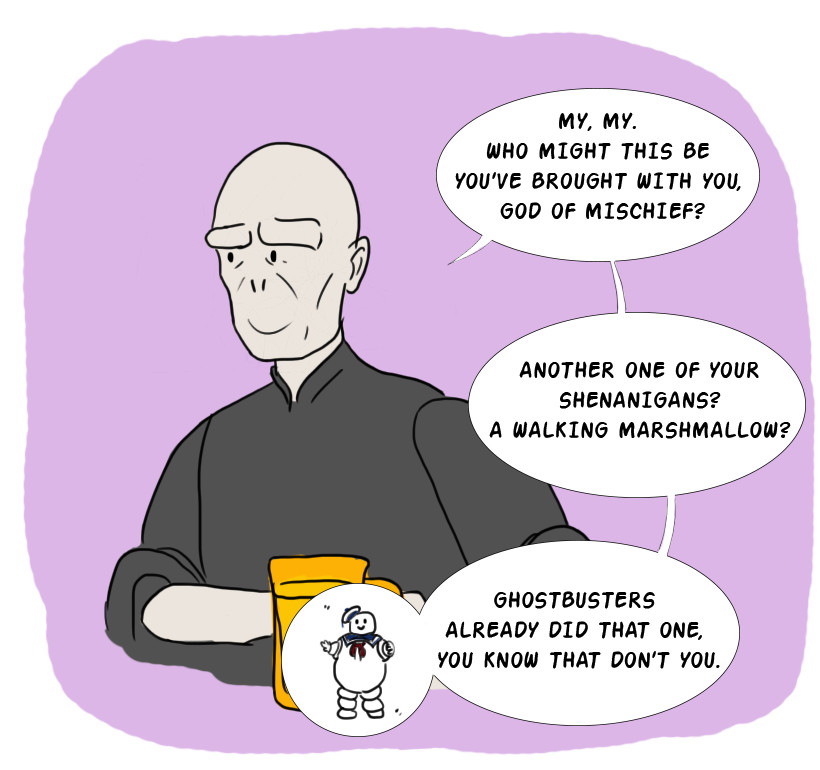 MY, MY.
WHO MIGHT THIS BE
YOU'VE BROUGHT WITH YOU,
GOD OF MISCHIEF?
ANOTHER ONE OF YOUR
SHENANIGANS?
A WALKING MARSHMALLOW?
GHOSTBUSTERS
ALREADY DID THAT ONE,
YOU KNOW THAT DON'T YOU.